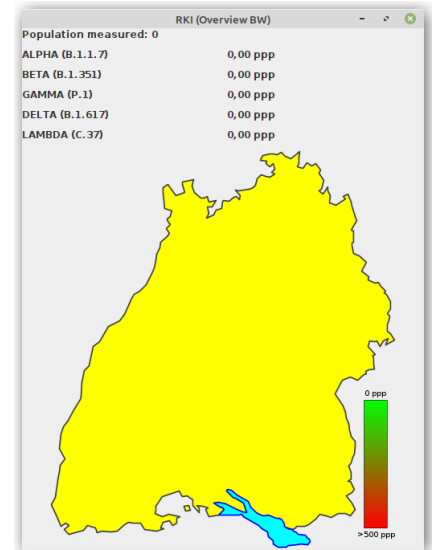 RKI (Overview BW)
Population measured: 0
ALPHA (B.1.1.7) 0,00 ppp
BETA (B.1.351) 0,00 ppp
GAMMA (P.1) 0,00 ppp
DELTA (B.1.617) 0,00 ppp
LAMBDA (C.37) 0,00 ppp
0 ppp
>500 ppp